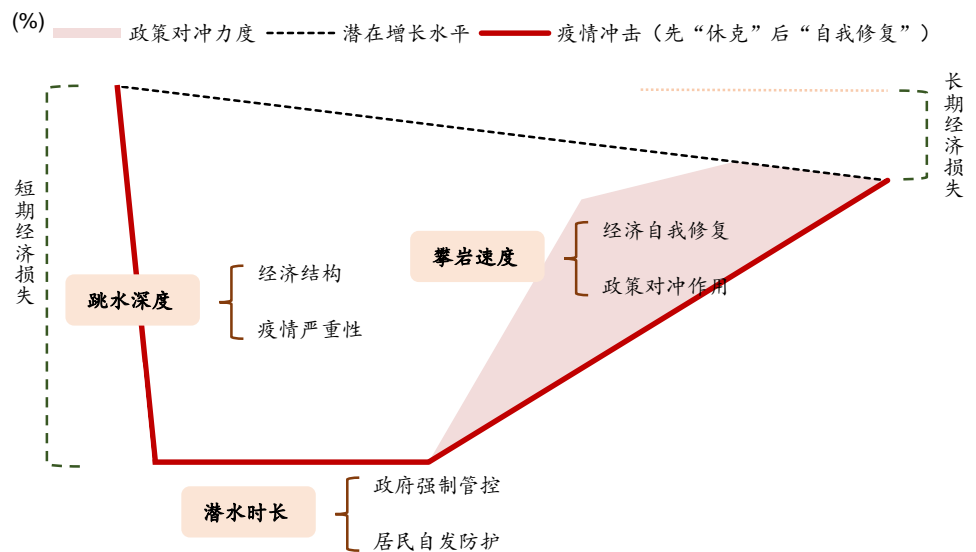 (%)
政策对冲力度
潜在增长水平
疫情冲击（先“休克”后“自我修复”）
长期经济损失
短期经济损失
跳水深度
经济结构
疫情严重性
攀岩速度
经济自我修复
政策对冲作用
潜水时长
政府强制管控
居民自发防护